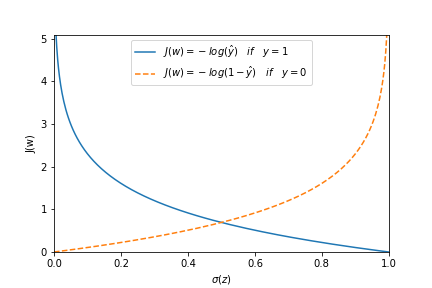 5
4
3
2
1
0
J(w)
J(w) = −log(ŷ) if y = 1
J(w) = −log(1−ŷ) if y = 0
0.0 0.2 0.4 0.6 0.8 1.0
σ(z)